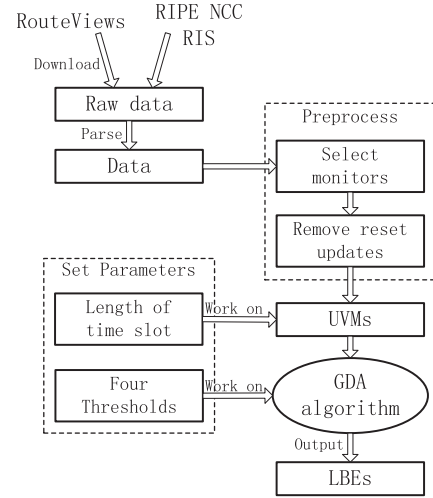 RouteViews
RIPE NCC
RIS
Download
Raw data
Parse
Data
Preprocess
Select
monitors
Remove reset
updates
Set Parameters
Length of
time slot
Work on
UVMs
Four
Thresholds
Work on
GDA
algorithm
Output
LBEs